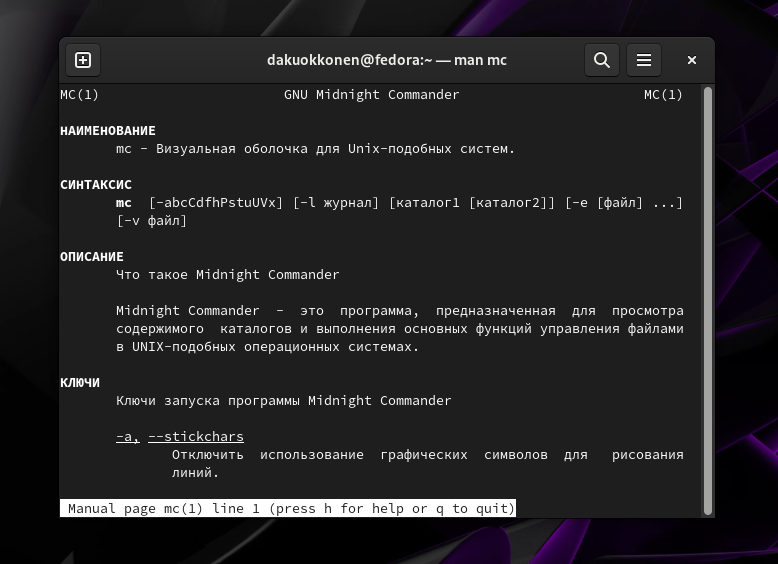 dakuokkonen@fedora:~ — man mc
MC(1) GNU Midnight Commander MC(1)
НАИМЕНОВАНИЕ
mc - Визуальная оболочка для Unix-подобных систем.
СИНТАКСИС
mc [-abcCdfhPstuUVx] [-l журнал] [каталог1 [каталог2]] [-e [файл] ...]
[-v файл]
ОПИСАНИЕ
Что такое Midnight Commander
Midnight Commander - это программа, предназначенная для просмотра
содержимого каталогов и выполнения основных функций управления файлами
в UNIX-подобных операционных системах.
КЛЮЧИ
Ключи запуска программы Midnight Commander
-a, --stickchars
Отключить использование графических символов для рисования
линий.
Manual page mc(1) line 1 (press h for help or q to quit)